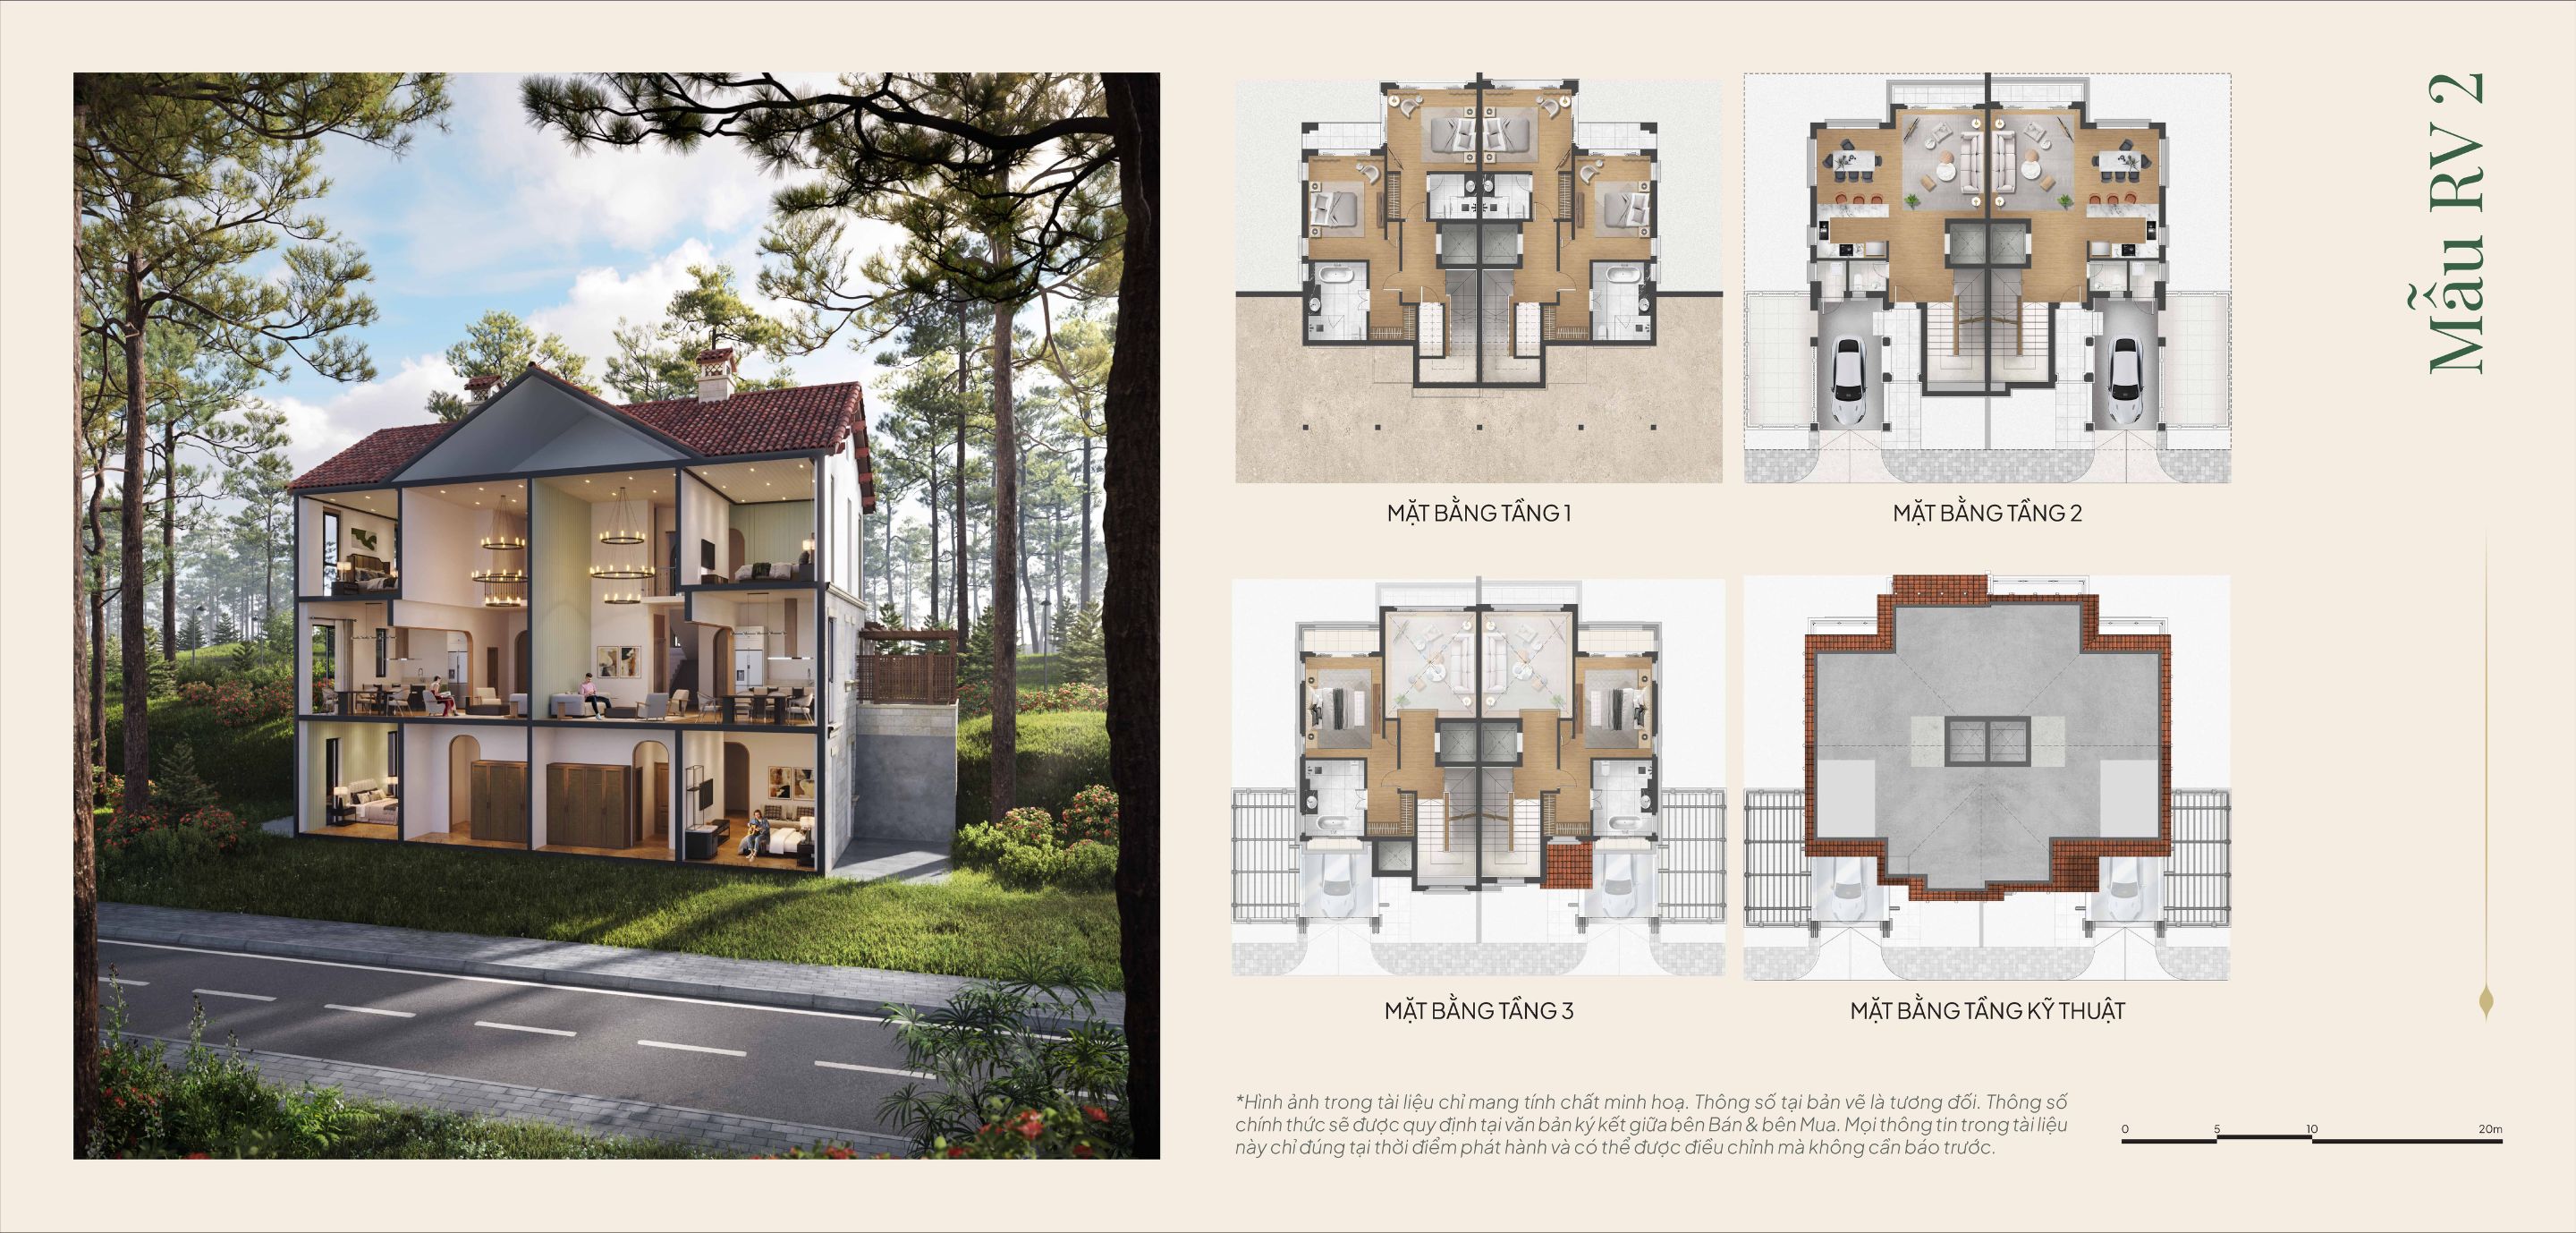 Mẫu RV 2
MẶT BẰNG TẦNG 1
MẶT BẰNG TẦNG 2
MẶT BẰNG TẦNG 3
MẶT BẰNG TẦNG KỸ THUẬT
*Hình ảnh trong tài liệu chỉ mang tính chất minh hoạ. Thông số tại bản vẽ là tương đối. Thông số
chính thức sẽ được quy định tại văn bản ký kết giữa bên Bán & bên Mua. Mọi thông tin trong tài liệu
này chỉ đúng tại thời điểm phát hành và có thể được điều chỉnh mà không cần báo trước.
0 5 10 20m